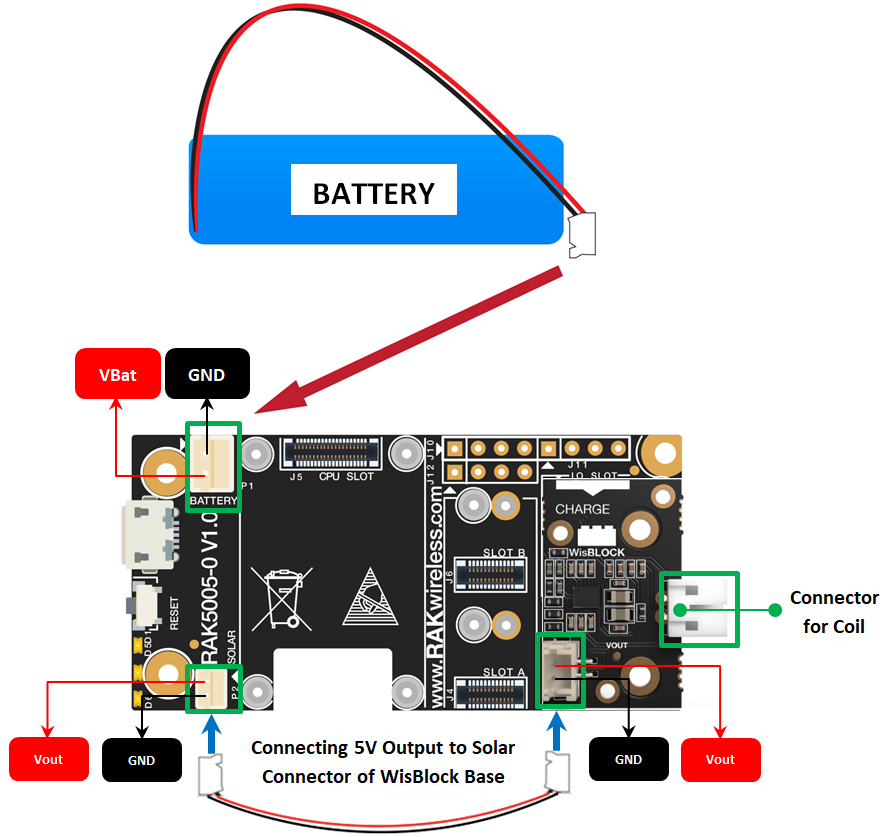 BATTERY
VBat
GND
BATTERY
P1
J5 CPU SLOT
J10
J12
J11
IO SLOT
CHARGE
WisBLOCK
RAK5005-0 V1.0
www.RAKwireless.com
SLOT B
J6
RESET
D5D1
SOLAR
P2
D6
SLOT A
J4
VOUT
Connector
for Coil
Vout
GND
Connecting 5V Output to Solar
Connector of WisBlock Base
GND
Vout